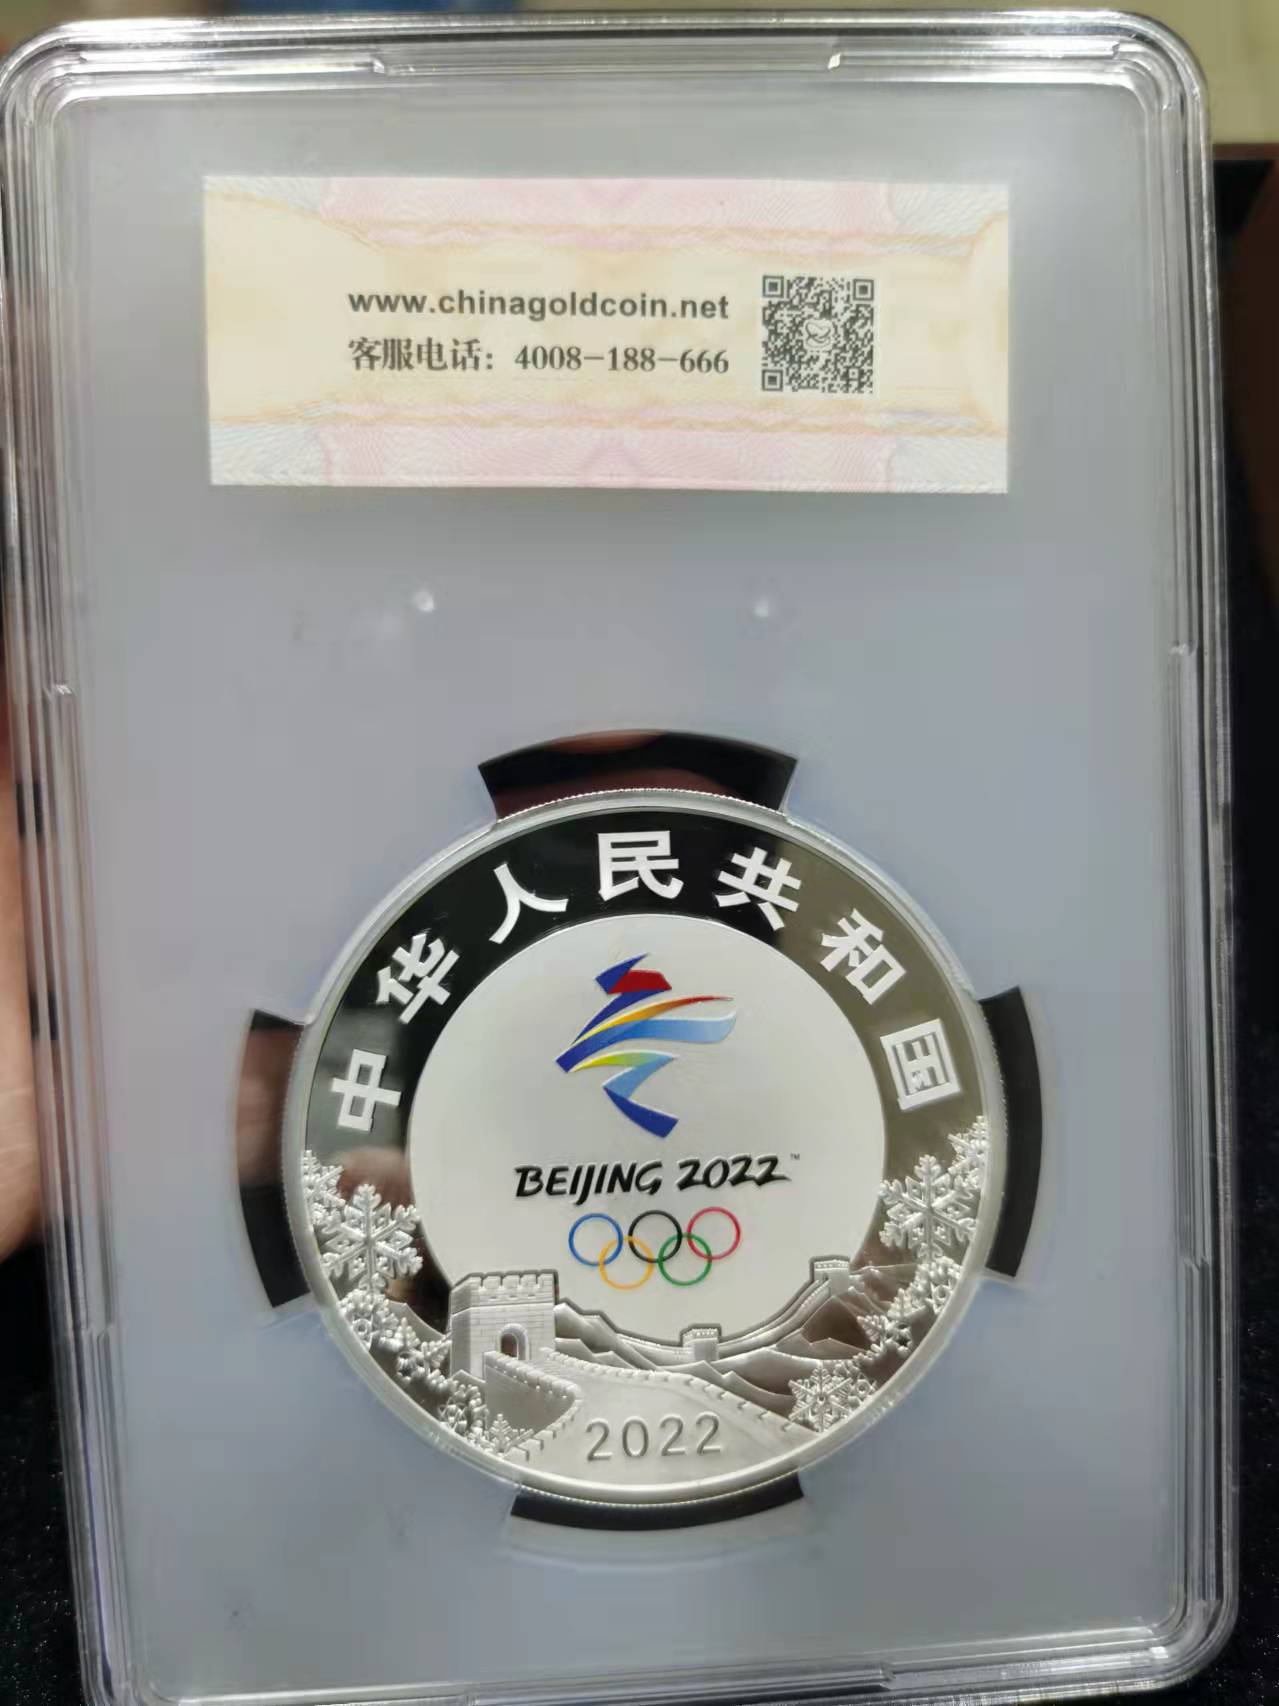 www.chinagoldcoin.net
客服电话：4008-188-666
中华人民共和国
BEIJING 2022™
2022